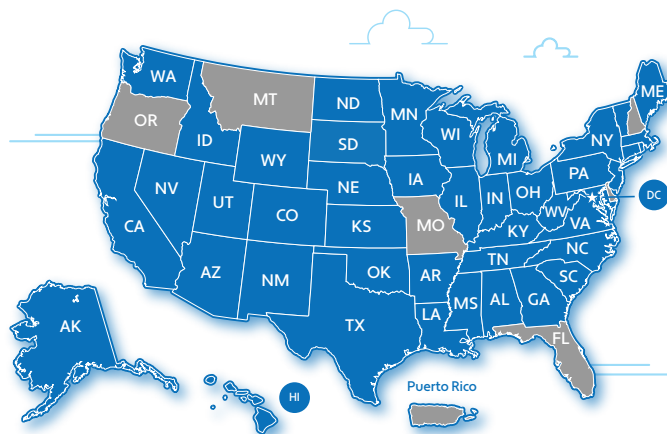 WA
MT
ND
MN
ME
OR
ID
SD
WI
NY
WY
MI
IA
PA
NE
NV
IL
IN
OH
DC
UT
CO
WV
KS
MO
VA
CA
KY
NC
TN
OK
AZ
NM
AR
SC
MS
AL
GA
LA
TX
AK
FL
Puerto Rico
HI